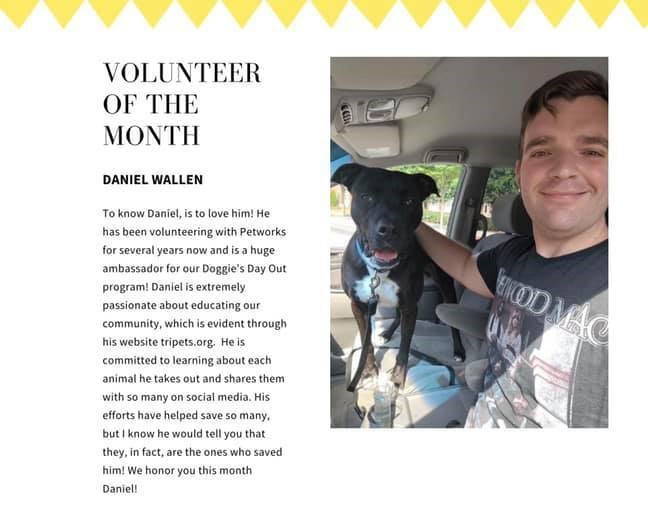 VOLUNTEER
OF THE
MONTH
DANIEL WALLEN
To know Daniel, is to love him! He
has been volunteering with Petworks
for several years now and is a huge
ambassador for our Doggie's Day Out
program! Daniel is extremely
passionate about educating our
community, which is evident through
his website tripets.org. He is
committed to learning about each
animal he takes out and shares them
with so many on social media. His
efforts have helped save so many,
but I know he would tell you that
they, in fact, are the ones who saved
him! We honor you this month
Daniel!